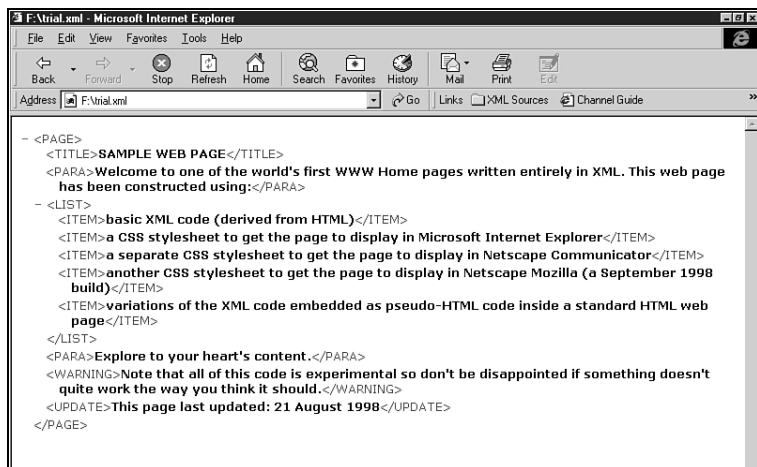 F:\trial.xml - Microsoft Internet Explorer
File Edit View Favorites Tools Help
Back Forward Stop Refresh Home Search Favorites History Mail Print Edit
Address F:\trial.xml Go Links XML Sources Channel Guide »
- <PAGE>
<TITLE>SAMPLE WEB PAGE</TITLE>
<PARA>Welcome to one of the world's first WWW Home pages written entirely in XML. This web page
has been constructed using:</PARA>
- <LIST>
<ITEM>basic XML code (derived from HTML)</ITEM>
<ITEM>a CSS stylesheet to get the page to display in Microsoft Internet Explorer</ITEM>
<ITEM>a separate CSS stylesheet to get the page to display in Netscape Communicator</ITEM>
<ITEM>another CSS stylesheet to get the page to display in Netscape Mozilla (a September 1998
build)</ITEM>
<ITEM>variations of the XML code embedded as pseudo-HTML code inside a standard HTML web
page</ITEM>
</LIST>
<PARA>Explore to your heart's content.</PARA>
<WARNING>Note that all of this code is experimental so don't be disappointed if something doesn't
quite work the way you think it should.</WARNING>
<UPDATE>This page last updated: 21 August 1998</UPDATE>
</PAGE>